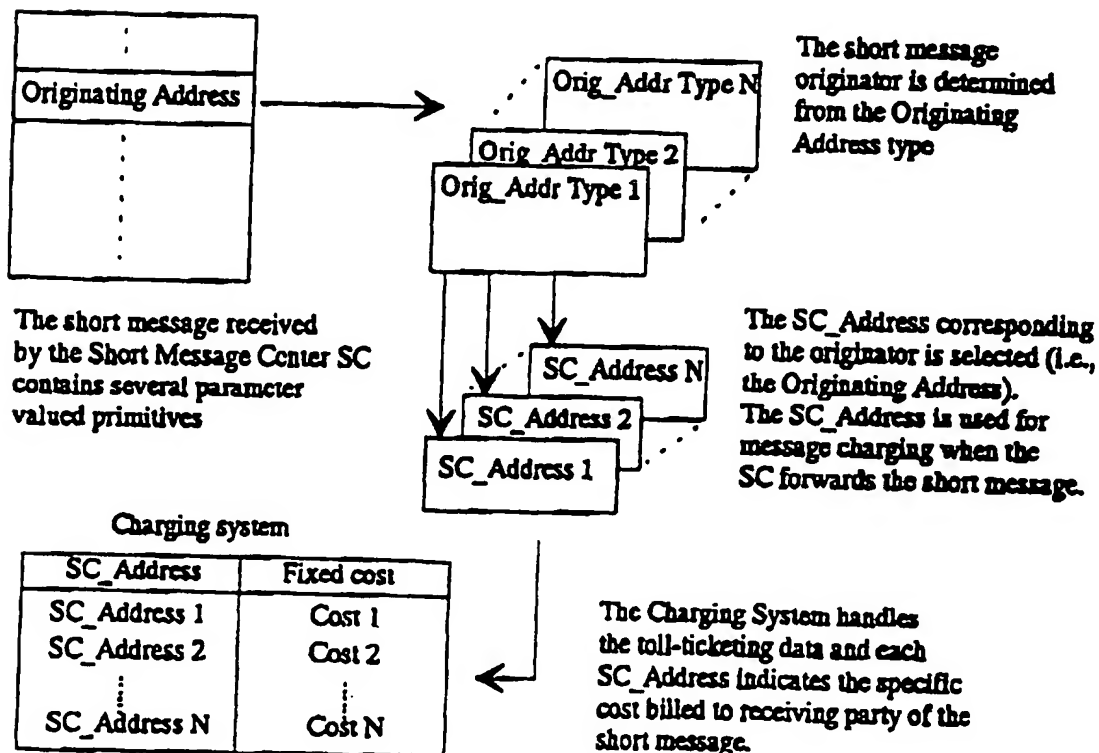 Originating Address
Orig_Addr Type N
Orig_Addr Type 2
Orig_Addr Type 1
The short message
originator is determined
from the Originating
Address type
The short message received
by the Short Message Center SC
contains several parameter
valued primitives
SC_Address N
SC_Address 2
SC_Address 1
The SC_Address corresponding
to the originator is selected (i.e.,
the Originating Address).
The SC_Address is used for
message charging when the
SC forwards the short message.
Charging system
SC_Address Fixed cost
SC_Address 1 Cost 1
SC_Address 2 Cost 2
SC_Address N Cost N
The Charging System handles
the toll-ticketing data and each
SC_Address indicates the specific
cost billed to receiving party of the
short message.